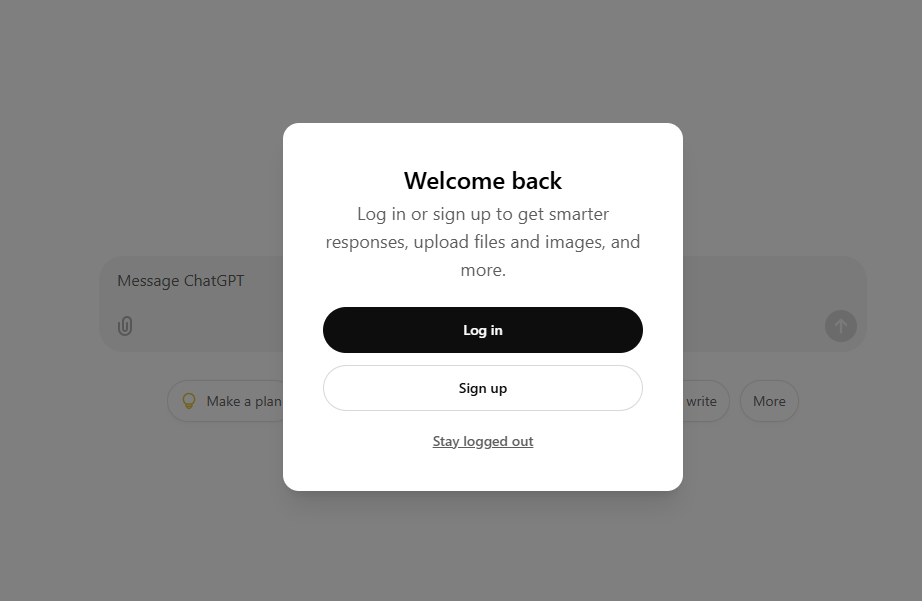 Welcome back
Log in or sign up to get smarter
responses, upload files and images, and
more.
Message ChatGPT
Log in
Sign up
Make a plan
write
More
Stay logged out